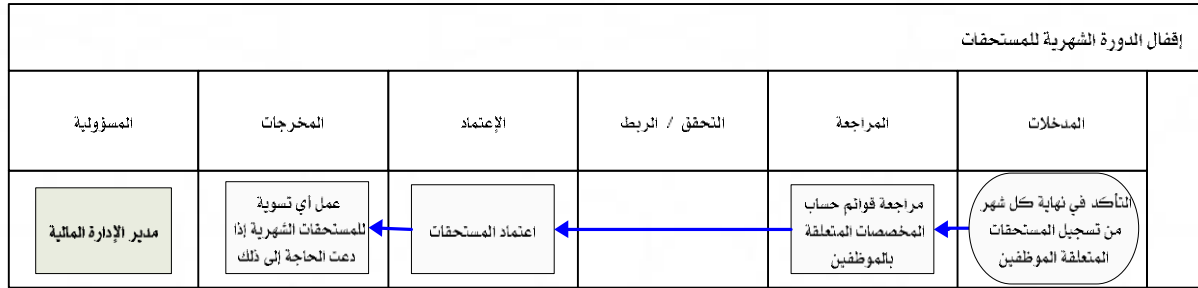 إقفال الدورة الشهرية للمستحقات
المدخلات
المراجعة
التحقق / الربط
الإعتماد
المخرجات
المسؤولية
التأكد في نهاية كل شهر
من تسجيل المستحقات
المتعلقة الموظفين
مراجعة قوائم حساب
المخصصات المتعلقة
بالموظفين
اعتماد المستحقات
عمل أي تسوية
للمستحقات الشهرية إذا
دعت الحاجة إلى ذلك
مدير الإدارة المالية